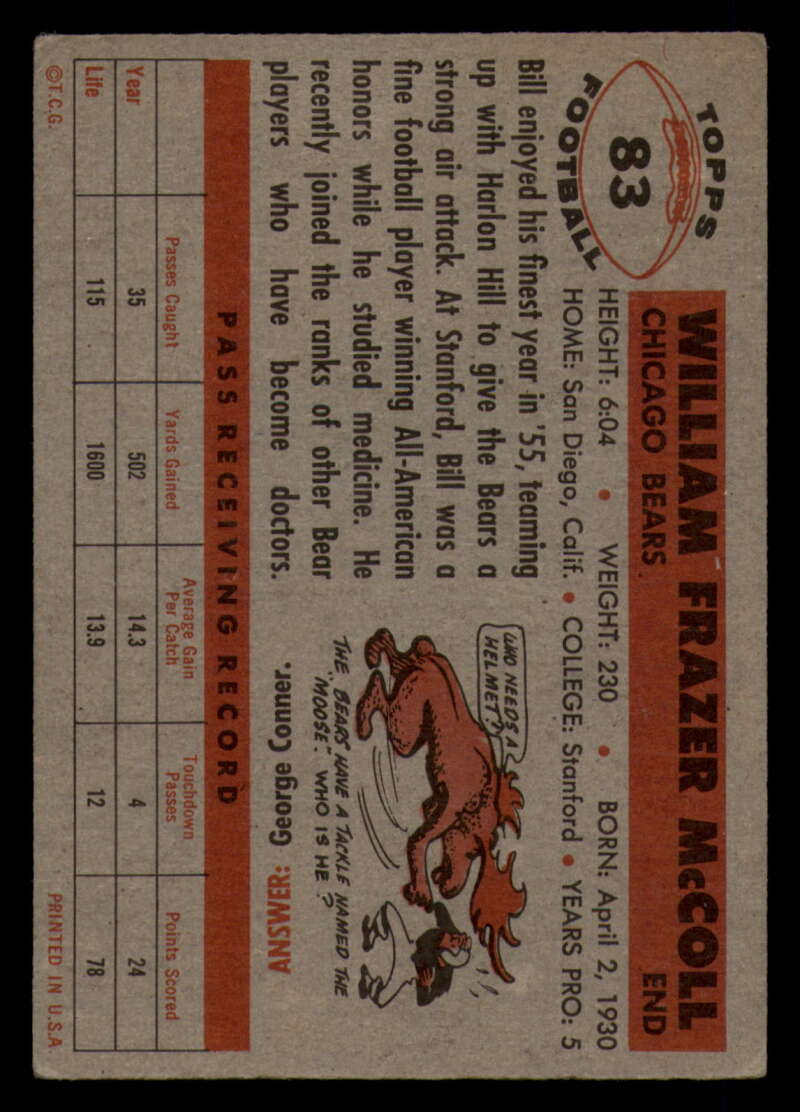 TOPPS
83
FOOTBALL
WILLIAM FRAZER McCOLL
CHICAGO BEARS END
HEIGHT: 6:04 • WEIGHT: 230 • BORN: April 2, 1930
HOME: San Diego, Calif. • COLLEGE: Stanford • YEARS PRO: 5
Bill enjoyed his finest year in '55, teaming
up with Harlon Hill to give the Bears a
strong air attack. At Stanford, Bill was a
fine football player winning All-American
honors while he studied medicine. He
recently joined the ranks of other Bear
players who have become doctors.
WHO NEEDS A
HELMET?
!!
THE "BEARS HAVE A TACKLE NAMED THE
"MOOSE." WHO IS HE?
ANSWER: George Conner.
PASS RECEIVING RECORD
Passes Caught Yards Gained Average Gain Per Catch Touchdown Passes Points Scored
Year 35 502 14.3 4 24
Life 115 1600 13.9 12 78
©T.C.G. PRINTED IN U.S.A